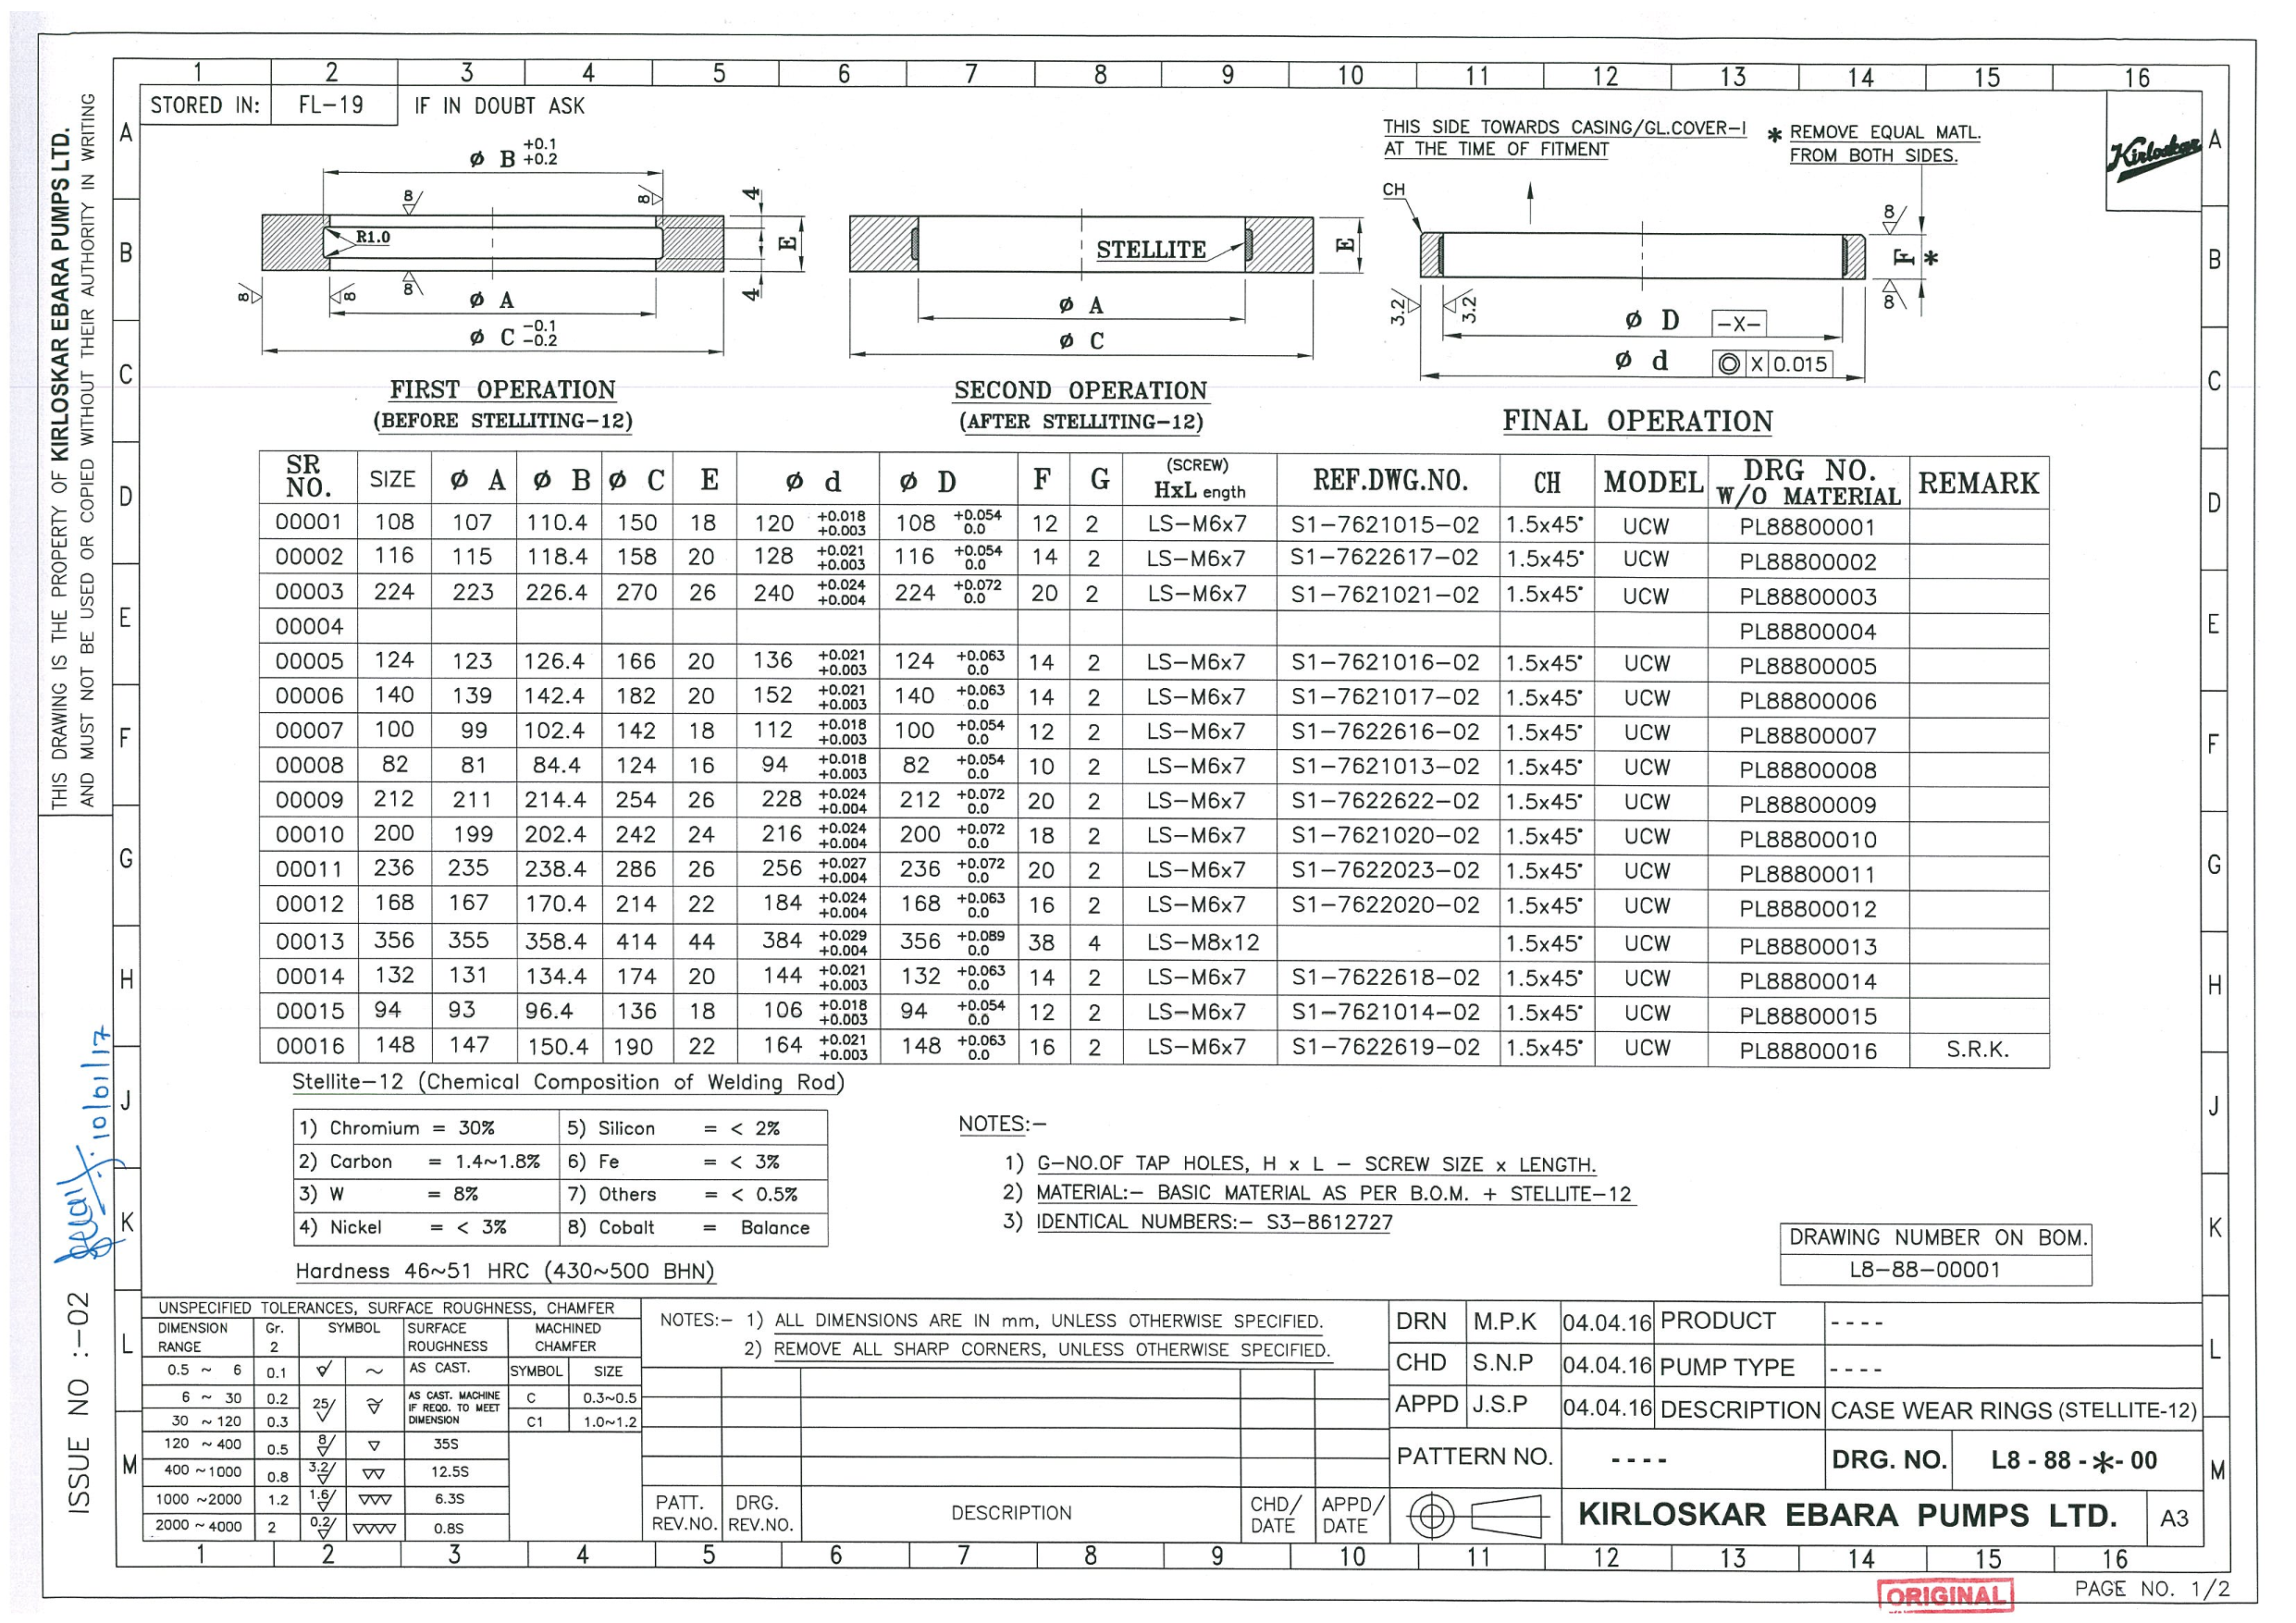 1 2 3 4 5 6 7 8 9 10 11 12 13 14 15 16
STORED IN: FL-19 IF IN DOUBT ASK
THIS DRAWING IS THE PROPERTY OF KIRLOSKAR EBARA PUMPS LTD.
AND MUST NOT BE USED OR COPIED WITHOUT THEIR AUTHORITY IN WRITING
A B C D E F G H J K L M
ø B +0.1 +0.2
8 8 4
R1.0
E
8 8 8 4
ø A
ø C -0.1 -0.2
FIRST OPERATION
(BEFORE STELLITING-12)
STELLITE
E
ø A
ø C
SECOND OPERATION
(AFTER STELLITING-12)
THIS SIDE TOWARDS CASING/GL.COVER-I
AT THE TIME OF FITMENT
* REMOVE EQUAL MATL.
FROM BOTH SIDES.
CH
8
F *
8
3.2 3.2
ø D -X-
ø d ◎ X 0.015
FINAL OPERATION
Kirloskar
A B C D E F G H J K L M
SR NO. SIZE ø A ø B ø C E ø d ø D F G (SCREW) HxL ength REF.DWG.NO. CH MODEL DRG NO. W/O MATERIAL REMARK
00001 108 107 110.4 150 18 120 +0.018 +0.003 108 +0.054 0.0 12 2 LS-M6x7 S1-7621015-02 1.5x45° UCW PL88800001
00002 116 115 118.4 158 20 128 +0.021 +0.003 116 +0.054 0.0 14 2 LS-M6x7 S1-7622617-02 1.5x45° UCW PL88800002
00003 224 223 226.4 270 26 240 +0.024 +0.004 224 +0.072 0.0 20 2 LS-M6x7 S1-7621021-02 1.5x45° UCW PL88800003
00004 PL88800004
00005 124 123 126.4 166 20 136 +0.021 +0.003 124 +0.063 0.0 14 2 LS-M6x7 S1-7621016-02 1.5x45° UCW PL88800005
00006 140 139 142.4 182 20 152 +0.021 +0.003 140 +0.063 0.0 14 2 LS-M6x7 S1-7621017-02 1.5x45° UCW PL88800006
00007 100 99 102.4 142 18 112 +0.018 +0.003 100 +0.054 0.0 12 2 LS-M6x7 S1-7622616-02 1.5x45° UCW PL88800007
00008 82 81 84.4 124 16 94 +0.018 +0.003 82 +0.054 0.0 10 2 LS-M6x7 S1-7621013-02 1.5x45° UCW PL88800008
00009 212 211 214.4 254 26 228 +0.024 +0.004 212 +0.072 0.0 20 2 LS-M6x7 S1-7622622-02 1.5x45° UCW PL88800009
00010 200 199 202.4 242 24 216 +0.024 +0.004 200 +0.072 0.0 18 2 LS-M6x7 S1-7621020-02 1.5x45° UCW PL88800010
00011 236 235 238.4 286 26 256 +0.027 +0.004 236 +0.072 0.0 20 2 LS-M6x7 S1-7622023-02 1.5x45° UCW PL88800011
00012 168 167 170.4 214 22 184 +0.024 +0.004 168 +0.063 0.0 16 2 LS-M6x7 S1-7622020-02 1.5x45° UCW PL88800012
00013 356 355 358.4 414 44 384 +0.029 +0.004 356 +0.089 0.0 38 4 LS-M8x12 1.5x45° UCW PL88800013
00014 132 131 134.4 174 20 144 +0.021 +0.003 132 +0.063 0.0 14 2 LS-M6x7 S1-7622618-02 1.5x45° UCW PL88800014
00015 94 93 96.4 136 18 106 +0.018 +0.003 94 +0.054 0.0 12 2 LS-M6x7 S1-7621014-02 1.5x45° UCW PL88800015
00016 148 147 150.4 190 22 164 +0.021 +0.003 148 +0.063 0.0 16 2 LS-M6x7 S1-7622619-02 1.5x45° UCW PL88800016 S.R.K.
Stellite-12 (Chemical Composition of Welding Rod)
1) Chromium = 30% 5) Silicon = < 2%
2) Carbon = 1.4~1.8% 6) Fe = < 3%
3) W = 8% 7) Others = < 0.5%
4) Nickel = < 3% 8) Cobalt = Balance
Hardness 46~51 HRC (430~500 BHN)
NOTES:-
1) G-NO.OF TAP HOLES, H x L - SCREW SIZE x LENGTH.
2) MATERIAL:- BASIC MATERIAL AS PER B.O.M. + STELLITE-12
3) IDENTICAL NUMBERS:- S3-8612727
DRAWING NUMBER ON BOM.
L8-88-00001
10/01/17
ISSUE NO :-02
UNSPECIFIED TOLERANCES, SURFACE ROUGHNESS, CHAMFER
DIMENSION RANGE Gr. 2 SYMBOL SURFACE ROUGHNESS MACHINED CHAMFER
0.5 ~ 6 0.1 ~ AS CAST. SYMBOL SIZE
6 ~ 30 0.2 25 AS CAST. MACHINE IF REQD. TO MEET DIMENSION C 0.3~0.5
30 ~ 120 0.3 C1 1.0~1.2
120 ~ 400 0.5 8 ▽ 35S
400 ~1000 0.8 3.2 ▽▽ 12.5S
1000 ~2000 1.2 1.6 ▽▽▽ 6.3S
2000 ~ 4000 2 0.2 ▽▽▽▽ 0.8S
NOTES:- 1) ALL DIMENSIONS ARE IN mm, UNLESS OTHERWISE SPECIFIED.
2) REMOVE ALL SHARP CORNERS, UNLESS OTHERWISE SPECIFIED.
PATT. REV.NO. DRG. REV.NO. DESCRIPTION CHD/ DATE APPD/ DATE
DRN M.P.K 04.04.16 PRODUCT ----
CHD S.N.P 04.04.16 PUMP TYPE ----
APPD J.S.P 04.04.16 DESCRIPTION CASE WEAR RINGS (STELLITE-12)
PATTERN NO. ---- DRG. NO. L8 - 88 - * - 00
KIRLOSKAR EBARA PUMPS LTD. A3
1 2 3 4 5 6 7 8 9 10 11 12 13 14 15 16
ORIGINAL PAGE NO. 1/2